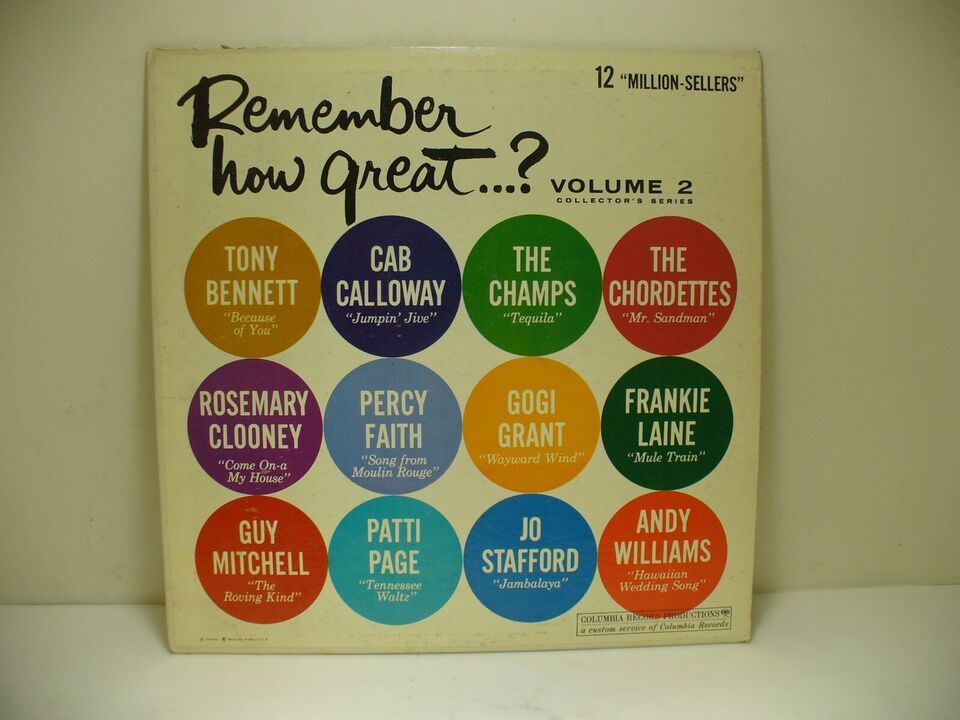 12 "MILLION-SELLERS"
Remember
how great...?
VOLUME 2
COLLECTOR'S SERIES
TONY
BENNETT
"Because
of You"
CAB
CALLOWAY
"Jumpin' Jive"
THE
CHAMPS
"Tequila"
THE
CHORDETTES
"Mr. Sandman"
ROSEMARY
CLOONEY
"Come On-a
My House"
PERCY
FAITH
"Song from
Moulin Rouge"
GOGI
GRANT
"Wayward Wind"
FRANKIE
LAINE
"Mule Train"
GUY
MITCHELL
"The
Roving Kind"
PATTI
PAGE
"Tennessee
Waltz"
JO
STAFFORD
"Jambalaya"
ANDY
WILLIAMS
"Hawaiian
Wedding Song"
COLUMBIA RECORD PRODUCTIONS
a custom service of Columbia Records